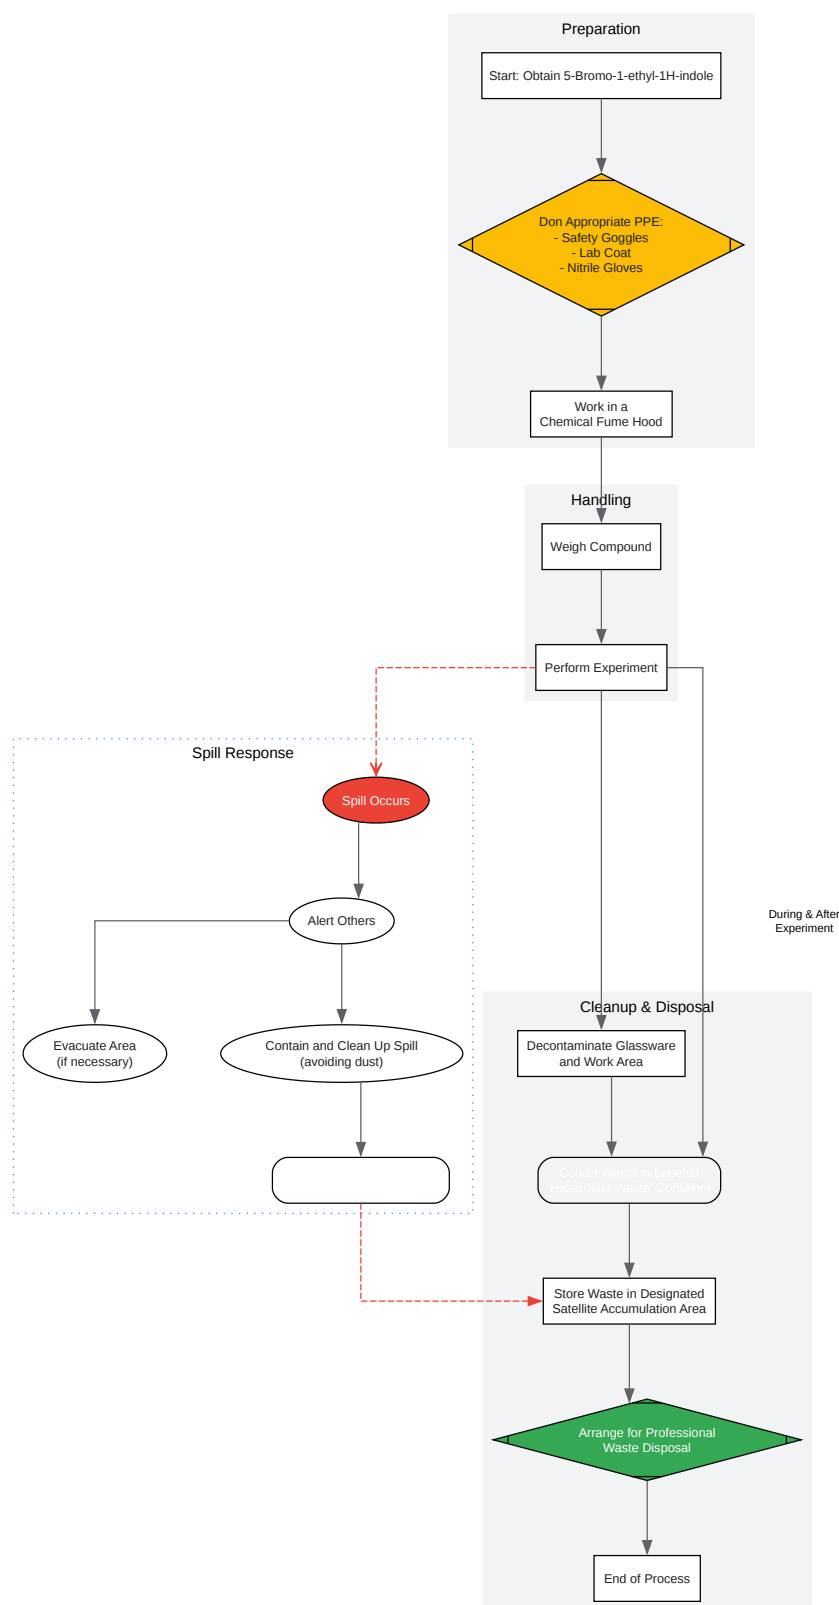 Preparation
Start: Obtain 5-Bromo-1-ethyl-1H-indole
Don Appropriate PPE:
- Safety Goggles
- Lab Coat
- Nitrile Gloves
Work in a
Chemical Fume Hood
Handling
Weigh Compound
Perform Experiment
Spill Response
Spill Occurs
Alert Others
During & After
Experiment
Evacuate Area
(if necessary)
Contain and Clean Up Spill
(avoiding dust)
Cleanup & Disposal
Decontaminate Glassware
and Work Area
Collect Waste in Labeled
'Hazardous Waste' Container
Store Waste in Designated
Satellite Accumulation Area
Arrange for Professional
Waste Disposal
End of Process